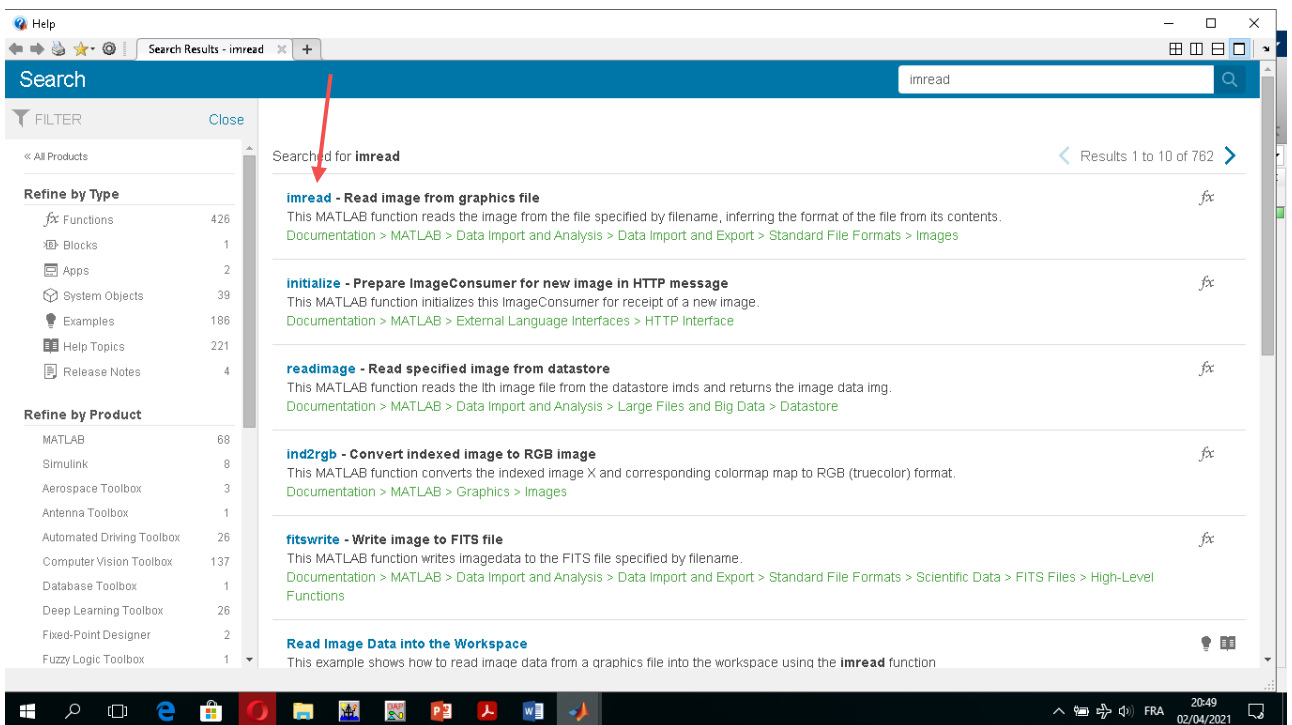 Help
Search Results - imread
Search
imread
FILTER
Close
« All Products
Refine by Type
fx Functions 426
Blocks 1
Apps 2
System Objects 39
Examples 186
Help Topics 221
Release Notes 4
Refine by Product
MATLAB 68
Simulink 8
Aerospace Toolbox 3
Antenna Toolbox 1
Automated Driving Toolbox 26
Computer Vision Toolbox 137
Database Toolbox 1
Deep Learning Toolbox 26
Fixed-Point Designer 2
Fuzzy Logic Toolbox 1
Searched for imread
Results 1 to 10 of 762
imread - Read image from graphics file fx
This MATLAB function reads the image from the file specified by filename, inferring the format of the file from its contents.
Documentation > MATLAB > Data Import and Analysis > Data Import and Export > Standard File Formats > Images
initialize - Prepare ImageConsumer for new image in HTTP message fx
This MATLAB function initializes this ImageConsumer for receipt of a new image.
Documentation > MATLAB > External Language Interfaces > HTTP Interface
readimage - Read specified image from datastore fx
This MATLAB function reads the Ith image file from the datastore imds and returns the image data img.
Documentation > MATLAB > Data Import and Analysis > Large Files and Big Data > Datastore
ind2rgb - Convert indexed image to RGB image fx
This MATLAB function converts the indexed image X and corresponding colormap map to RGB (truecolor) format.
Documentation > MATLAB > Graphics > Images
fitswrite - Write image to FITS file fx
This MATLAB function writes imagedata to the FITS file specified by filename.
Documentation > MATLAB > Data Import and Analysis > Data Import and Export > Standard File Formats > Scientific Data > FITS Files > High-Level
Functions
Read Image Data into the Workspace
This example shows how to read image data from a graphics file into the workspace using the imread function
FRA
20:49
02/04/2021